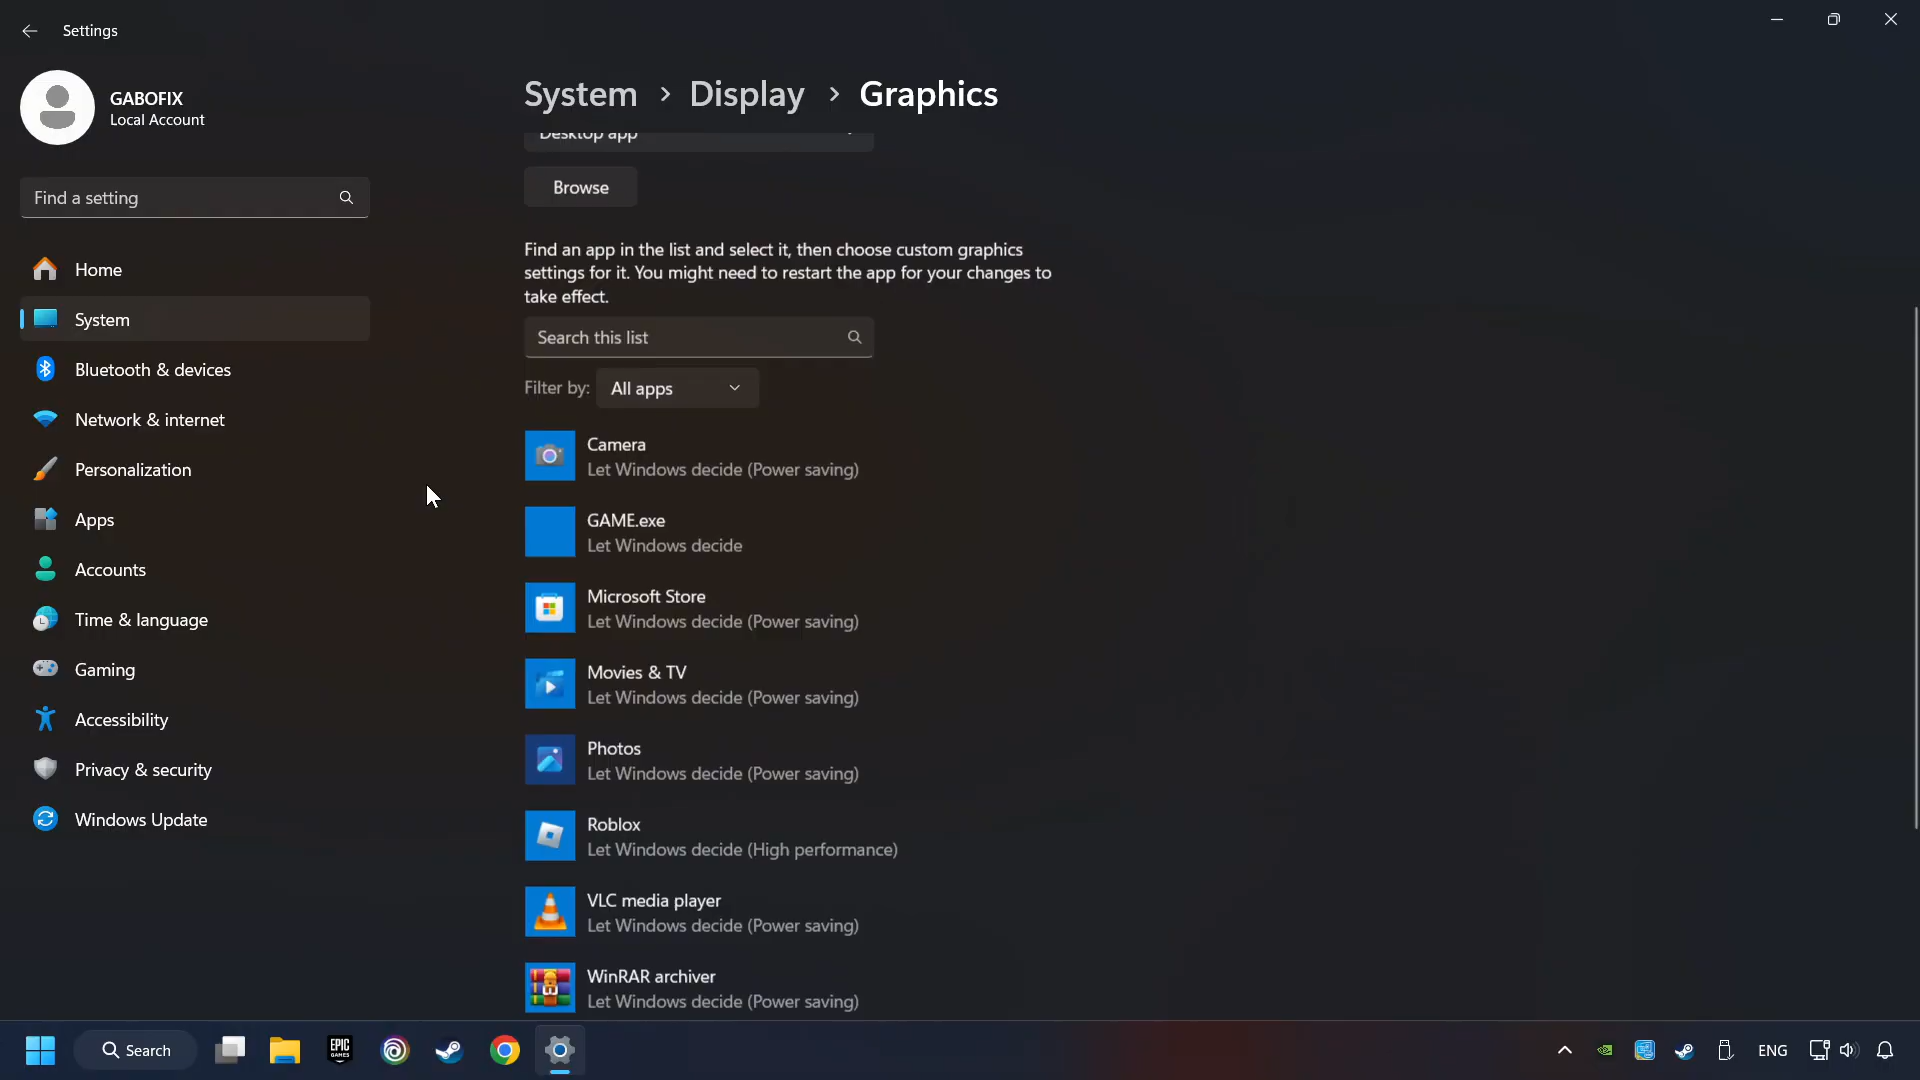 Settings
GABOFIX
Local Account
Find a setting
Home
System
Bluetooth & devices
Network & internet
Personalization
Apps
Accounts
Time & language
Gaming
Accessibility
Privacy & security
Windows Update
System > Display > Graphics
Desktop app
Browse
Find an app in the list and select it, then choose custom graphics
settings for it. You might need to restart the app for your changes to
take effect.
Search this list
Filter by: All apps
Camera
Let Windows decide (Power saving)
GAME.exe
Let Windows decide
Microsoft Store
Let Windows decide (Power saving)
Movies & TV
Let Windows decide (Power saving)
Photos
Let Windows decide (Power saving)
Roblox
Let Windows decide (High performance)
VLC media player
Let Windows decide (Power saving)
WinRAR archiver
Let Windows decide (Power saving)
Search
EPIC
GAMES
ENG